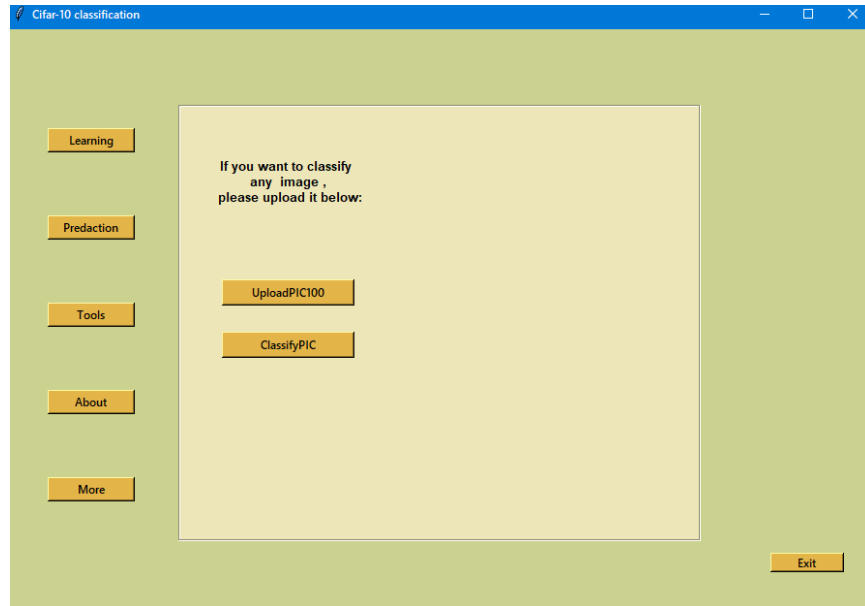 Cifar-10 classification
Learning
If you want to classify
any image ,
please upload it below:
Predaction
UploadPIC100
Tools
ClassifyPIC
About
More
Exit